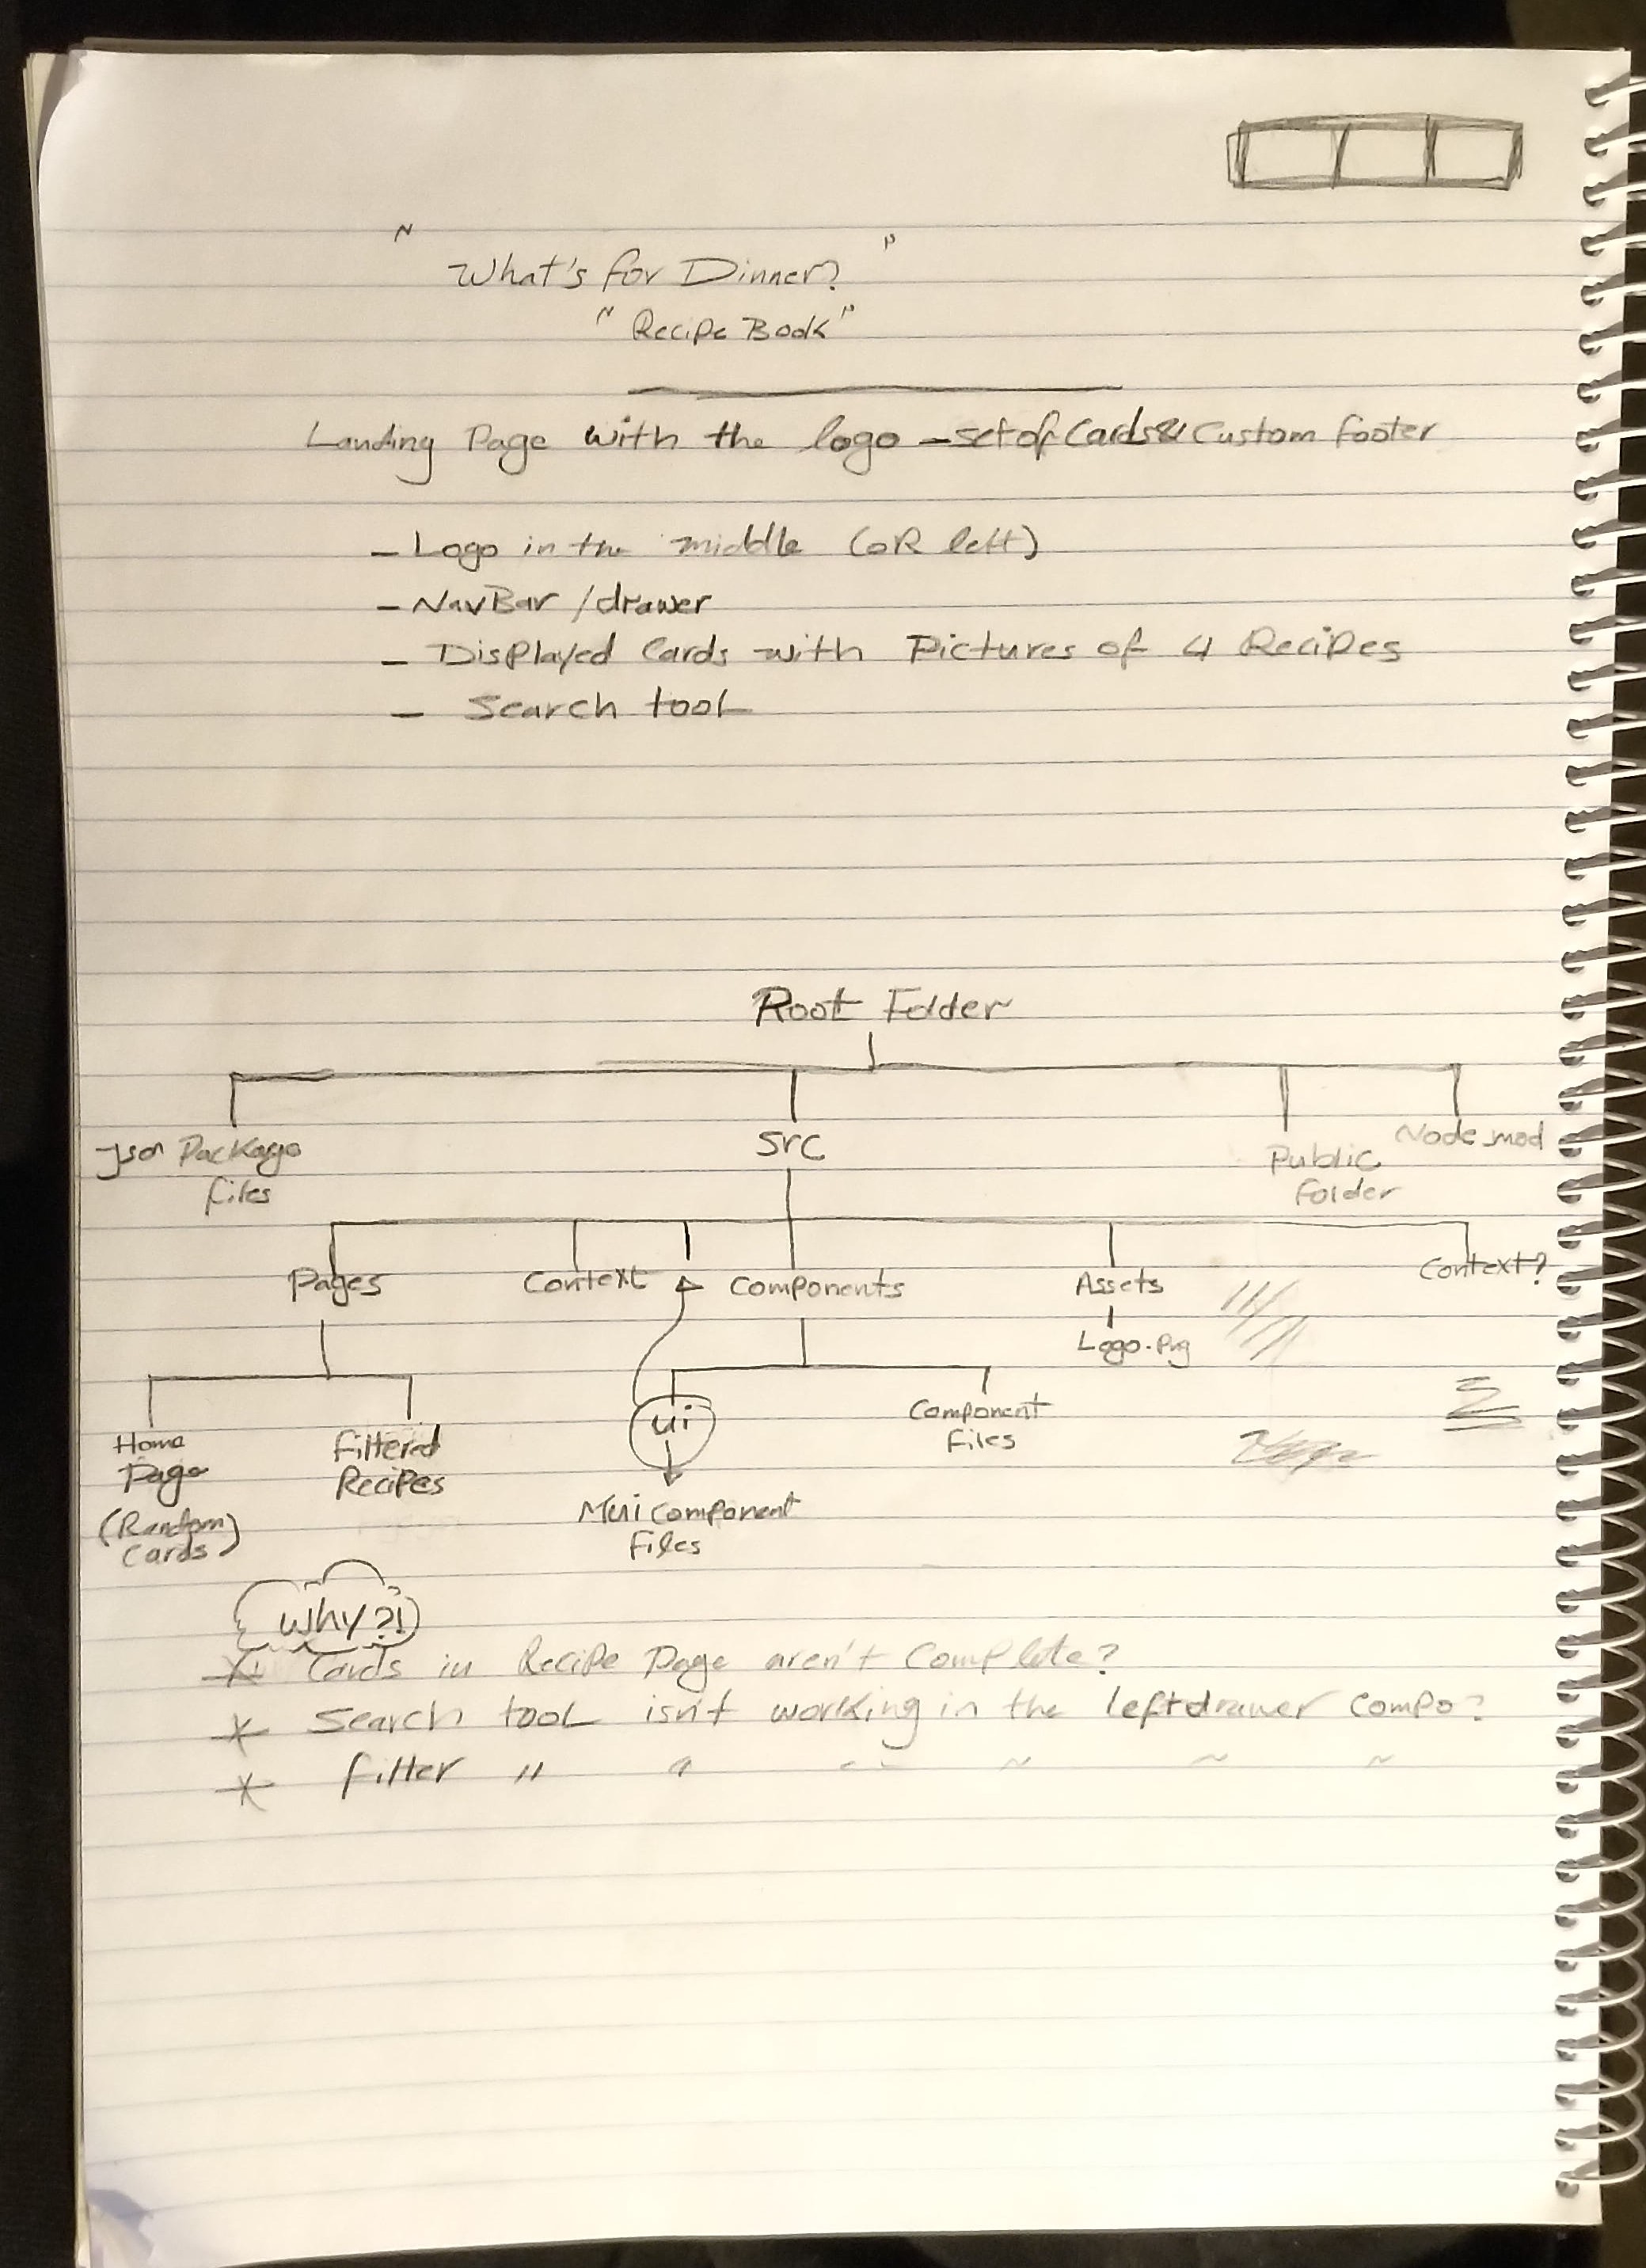 "What's for Dinner?"
"Recipe Book"
Landing Page with the logo - set of Cards & Custom footer
- Logo in the middle (OR left)
- NavBar / drawer
- Displayed Cards with Pictures of 4 Recipes
- Search tool
Root Folder
Json Package files
src
Public folder
Node_mod
Pages
Context
Components
Assets
Context?
Logo.png
Home Page (Random Cards)
Filtered Recipes
ui
Component Files
Mui Component Files
Why?!
* Cards in Recipe Page aren't Complete?
* Search tool isn't working in the left drawer compo?
* filter " " " " " "